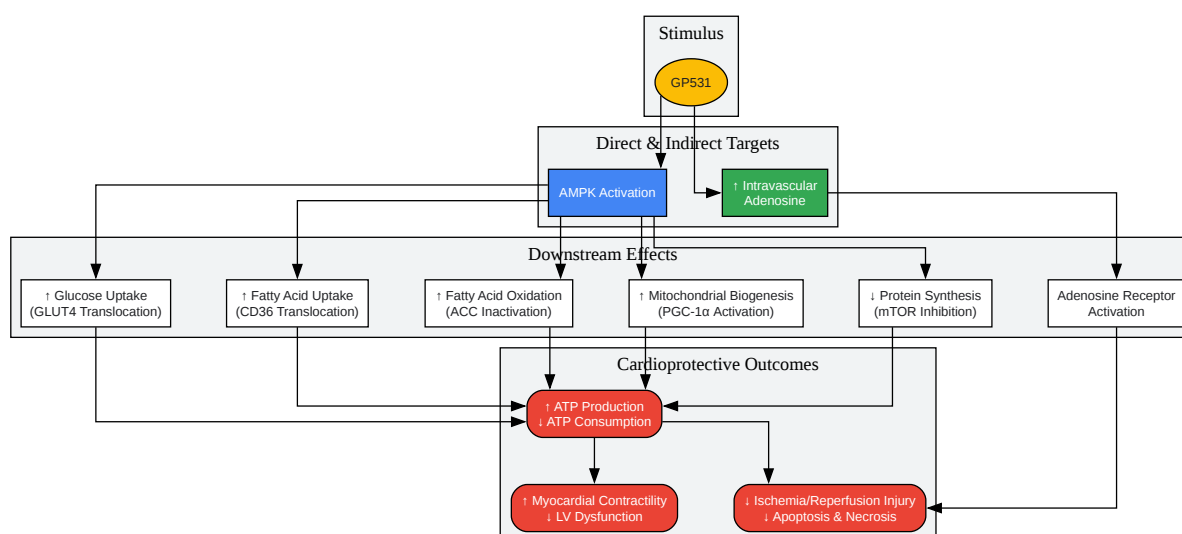 Stimulus
GP531
Direct & Indirect Targets
AMPK Activation
↑ Intravascular
Adenosine
Downstream Effects
↑ Glucose Uptake
(GLUT4 Translocation)
↑ Fatty Acid Uptake
(CD36 Translocation)
↑ Fatty Acid Oxidation
(ACC Inactivation)
↑ Mitochondrial Biogenesis
(PGC-1α Activation)
↓ Protein Synthesis
(mTOR Inhibition)
Adenosine Receptor
Activation
Cardioprotective Outcomes
↑ ATP Production
↓ ATP Consumption
↑ Myocardial Contractility
↓ LV Dysfunction
↓ Ischemia/Reperfusion Injury
↓ Apoptosis & Necrosis